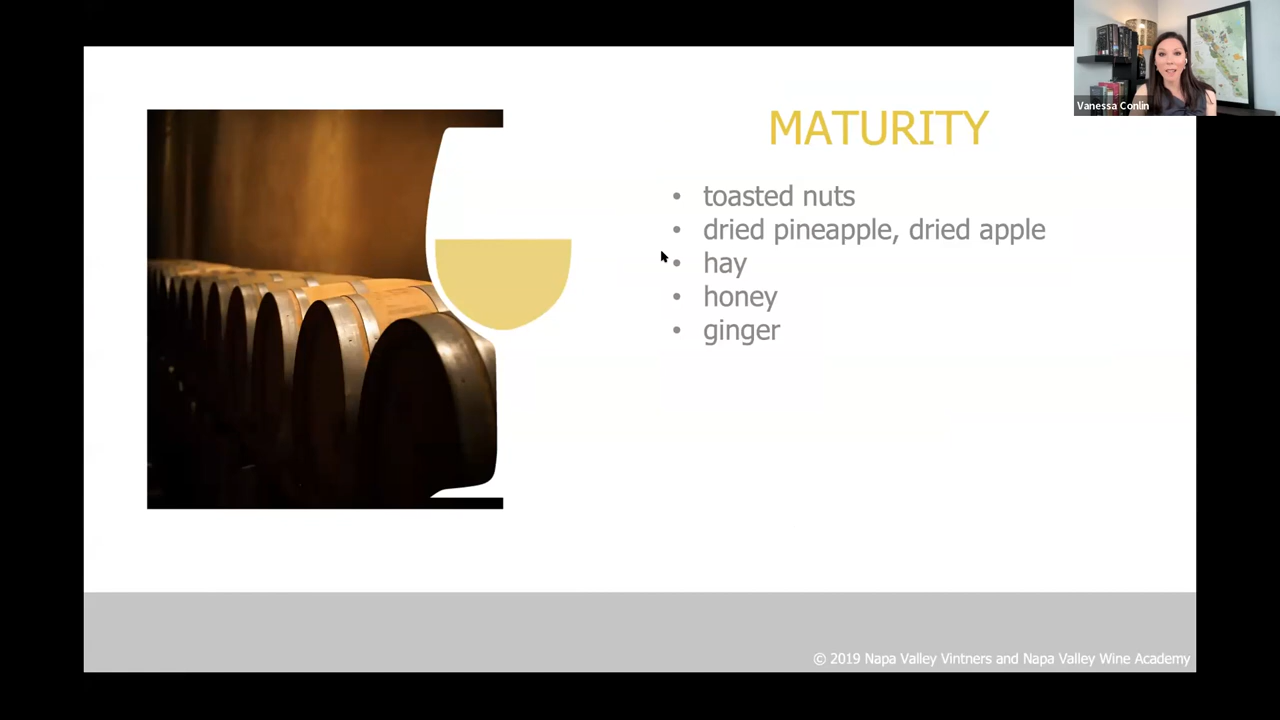 Vanessa Conlin
MATURITY
• toasted nuts
• dried pineapple, dried apple
• hay
• honey
• ginger
© 2019 Napa Valley Vintners and Napa Valley Wine Academy